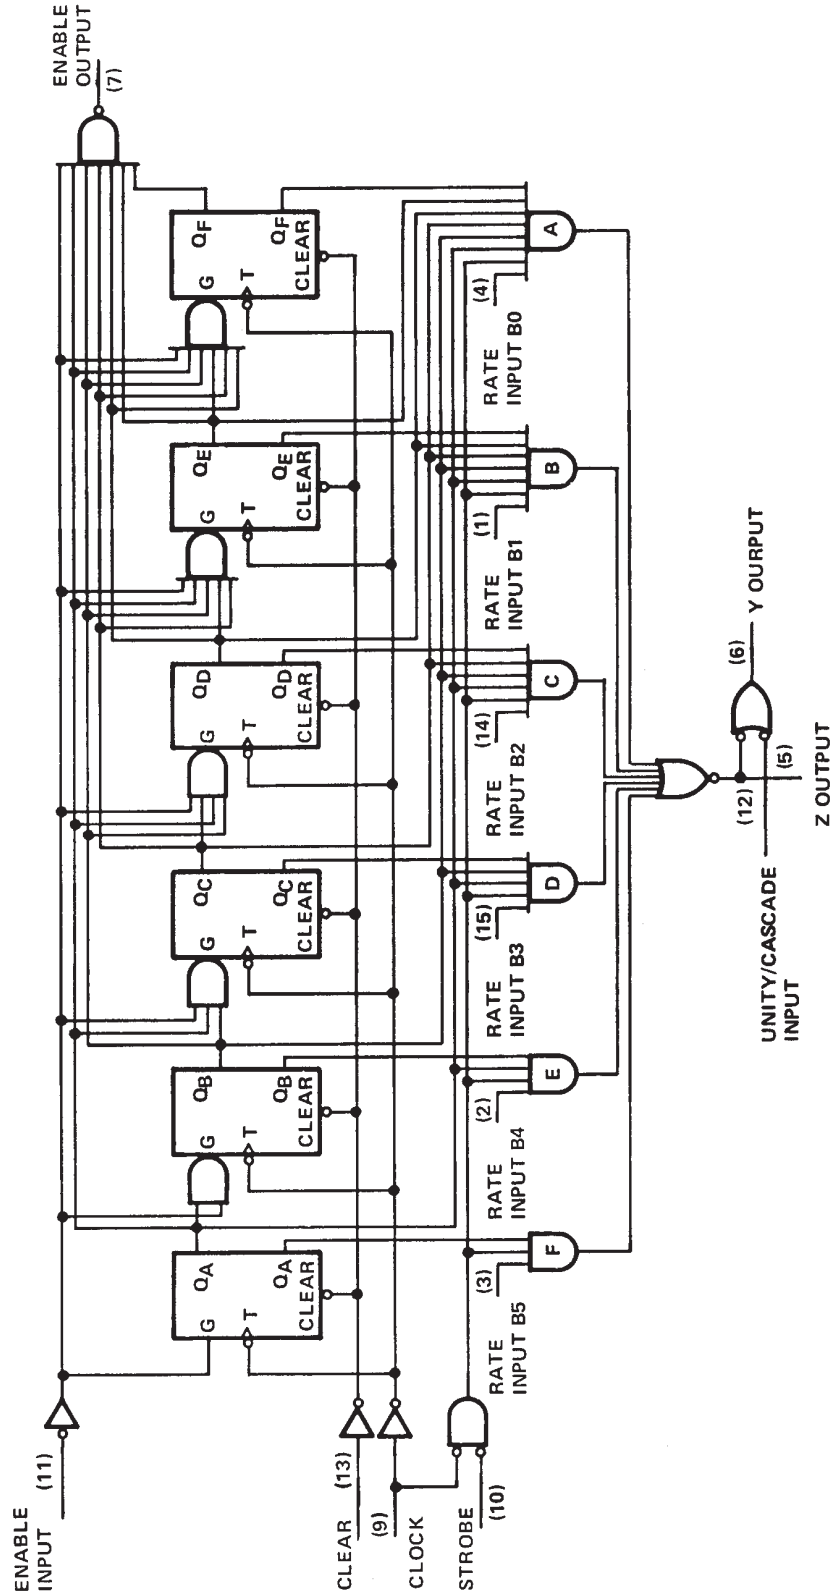 ENABLE
INPUT
(11)
CLEAR
(13)
(9)
CLOCK
STROBE
(10)
G
QA
T
QA
CLEAR
G
QB
T
QB
CLEAR
G
QC
T
QC
CLEAR
G
QD
T
QD
CLEAR
G
QE
T
QE
CLEAR
G
QF
T
QF
CLEAR
ENABLE
OUTPUT
(7)
RATE
INPUT B5
(3)
F
RATE
INPUT B4
(2)
E
RATE
INPUT B3
(15)
D
RATE
INPUT B2
(14)
C
RATE
INPUT B1
(1)
B
RATE
INPUT B0
(4)
A
UNITY/CASCADE
INPUT
(12)
(6)
Y OURPUT
(5)
Z OUTPUT